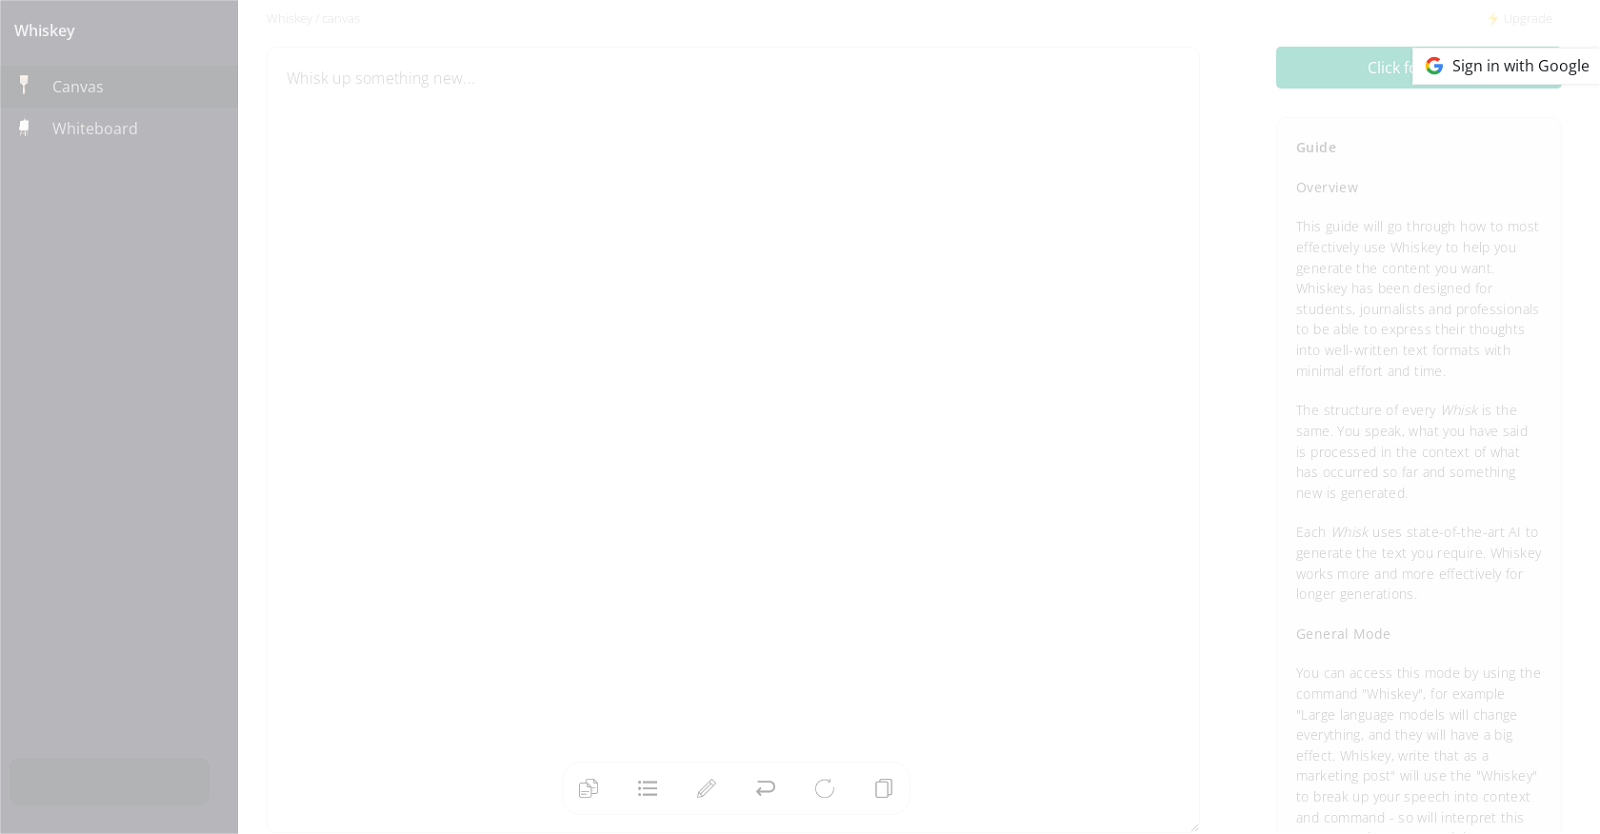 Whiskey
Canvas
Whiteboard
Whiskey / canvas
⚡ Upgrade
Whisk up something new...
Click fo
Sign in with Google
Guide
Overview
This guide will go through how to most
effectively use Whiskey to help you
generate the content you want.
Whiskey has been designed for
students, journalists and professionals
to be able to express their thoughts
into well-written text formats with
minimal effort and time.
The structure of every Whisk is the
same. You speak, what you have said
is processed in the context of what
has occurred so far and something
new is generated.
Each Whisk uses state-of-the-art AI to
generate the text you require. Whiskey
works more and more effectively for
longer generations.
General Mode
You can access this mode by using the
command "Whiskey", for example
"Large language models will change
everything, and they will have a big
effect. Whiskey, write that as a
marketing post" will use the "Whiskey"
to break up your speech into context
and command - so will interpret this